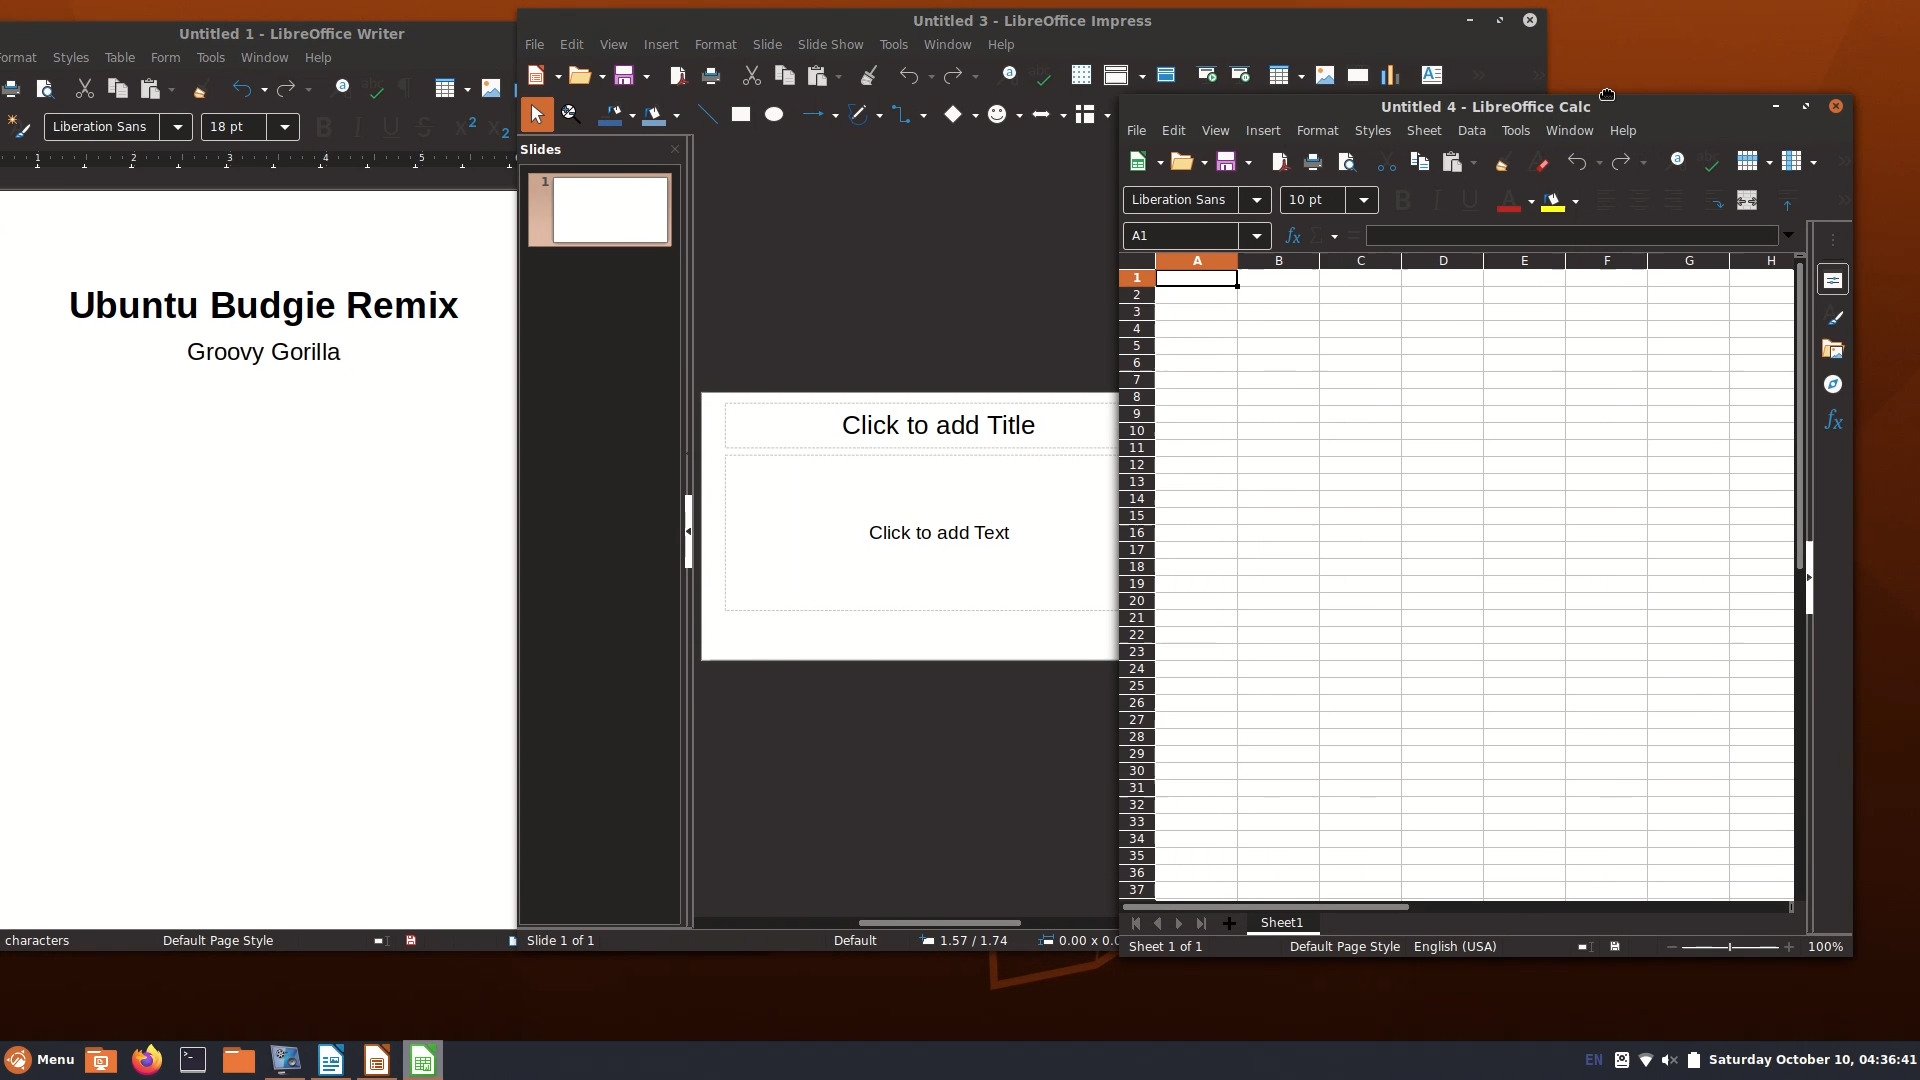 Untitled 1 - LibreOffice Writer
ormat Styles Table Form Tools Window Help
Liberation Sans 18 pt
1 2 3 4 5
Ubuntu Budgie Remix
Groovy Gorilla
characters Default Page Style
Untitled 3 - LibreOffice Impress
File Edit View Insert Format Slide Slide Show Tools Window Help
Slides
1
Click to add Title
Click to add Text
Slide 1 of 1 Default 1.57 / 1.74 0.00 x 0.0
Untitled 4 - LibreOffice Calc
File Edit View Insert Format Styles Sheet Data Tools Window Help
Liberation Sans 10 pt
A1
A B C D E F G H
1
2
3
4
5
6
7
8
9
10
11
12
13
14
15
16
17
18
19
20
21
22
23
24
25
26
27
28
29
30
31
32
33
34
35
36
37
Sheet1
Sheet 1 of 1 Default Page Style English (USA) 100%
Menu EN Saturday October 10, 04:36:41